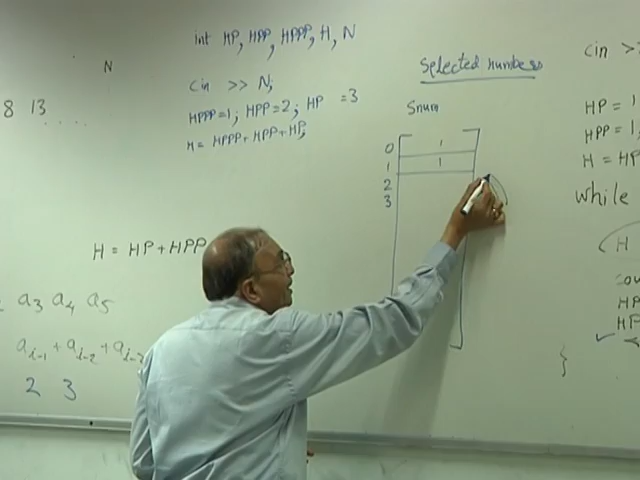 N
8 13 ....
H = HP + HPP
a3 a4 a5
ai-1 + ai-2 + ai-
2 3
int HP, HPP, HPPP, H, N
cin >> N;
HPPP=1; HPP=2; HP =3
H = HPPP + HPP + HP;
Selected numbers
Snum
0 1
1 1
2
3
cin >
HP = 1
HPP = 1,
H = HP
while
( H
HP
HP
}